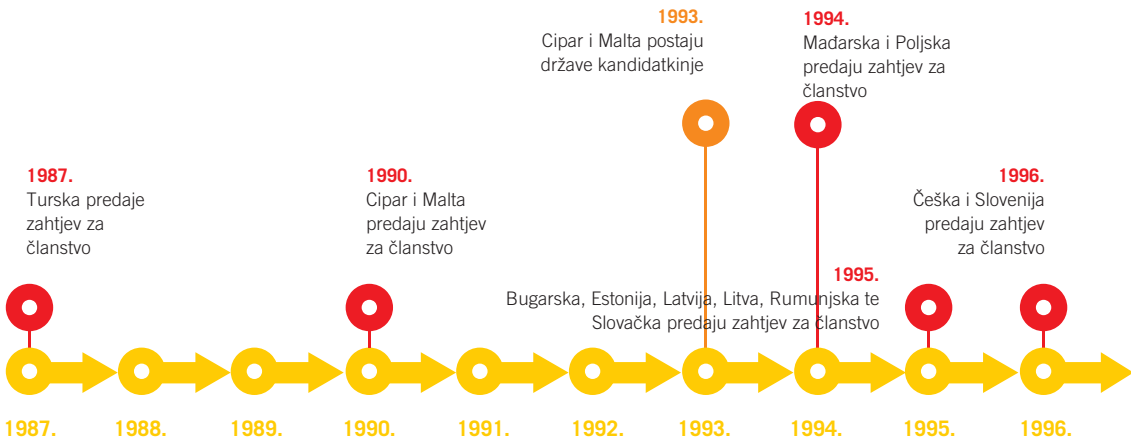 1987.
Turska predaje
zahtjev za
članstvo
1990.
Cipar i Malta
predaju zahtjev
za članstvo
1993.
Cipar i Malta postaju
države kandidatkinje
1994.
Mađarska i Poljska
predaju zahtjev za
članstvo
1995.
Bugarska, Estonija, Latvija, Litva, Rumunjska te
Slovačka predaju zahtjev za članstvo
1996.
Češka i Slovenija
predaju zahtjev
za članstvo
1987. 1988. 1989. 1990. 1991. 1992. 1993. 1994. 1995. 1996.